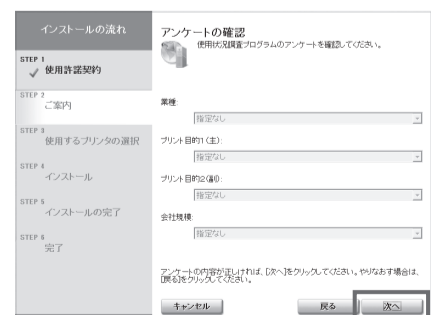 インストールの流れ
STEP 1
使用許諾契約
STEP 2
ご案内
STEP 3
使用するプリンタの選択
STEP 4
インストール
STEP 5
インストールの完了
STEP 6
完了
アンケートの確認
使用状況調査プログラムのアンケートを確認してください。
業種:
指定なし
プリント目的1(主):
指定なし
プリント目的2(副):
指定なし
会社規模:
指定なし
アンケートの内容が正しければ、[次へ]をクリックしてください。やりなおす場合は、
[戻る]をクリックしてください。
キャンセル
戻る
次へ